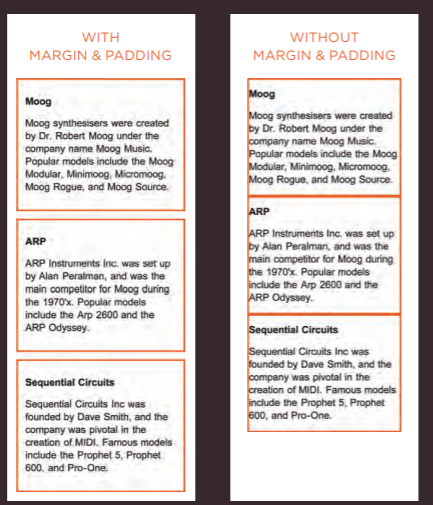 WITH
MARGIN & PADDING
Moog
Moog synthesisers were created
by Dr. Robert Moog under the
company name Moog Music.
Popular models include the Moog
Modular, Minimoog, Micromoog,
Moog Rogue, and Moog Source.
ARP
ARP Instruments Inc. was set up
by Alan Peralman, and was the
main competitor for Moog during
the 1970'x. Popular models
include the Arp 2600 and the
ARP Odyssey.
Sequential Circuits
Sequential Circuits Inc was
founded by Dave Smith, and the
company was pivotal in the
creation of MIDI. Famous models
include the Prophet 5, Prophet
600, and Pro-One.
WITHOUT
MARGIN & PADDING
Moog
Moog synthesisers were created
by Dr. Robert Moog under the
company name Moog Music.
Popular models include the Moog
Modular, Minimoog, Micromoog,
Moog Rogue, and Moog Source.
ARP
ARP Instruments Inc. was set up
by Alan Peralman, and was the
main competitor for Moog during
the 1970'x. Popular models
include the Arp 2600 and the
ARP Odyssey.
Sequential Circuits
Sequential Circuits Inc was
founded by Dave Smith, and the
company was pivotal in the
creation of MIDI. Famous models
include the Prophet 5, Prophet
600, and Pro-One.